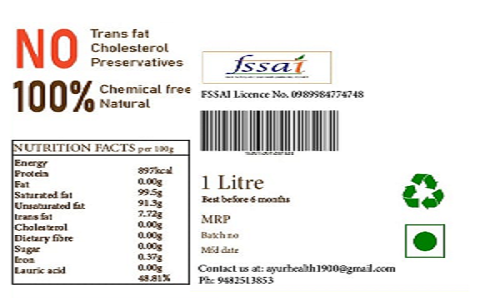 NO
Trans fat
Cholesterol
Preservatives
100%
Chemical free
Natural
NUTRITION FACTS per 100g
Energy
Protein 897kcal
Fat 0.00g
Saturated fat 99.5g
Unsaturated fat 91.3g
trans fat 7.72g
Cholesterol 0.00g
Dietary fibre 0.00g
Sugar 0.00g
Iron 0.37g
Lauric acid 0.00g
48.81%
fssai
FSSAI Licence No. 0989984774748
1 Litre
Best before 6 months
MRP
Batch no
Mfd date
Contact us at: ayurhealth1900@gmail.com
Ph: 9482513853